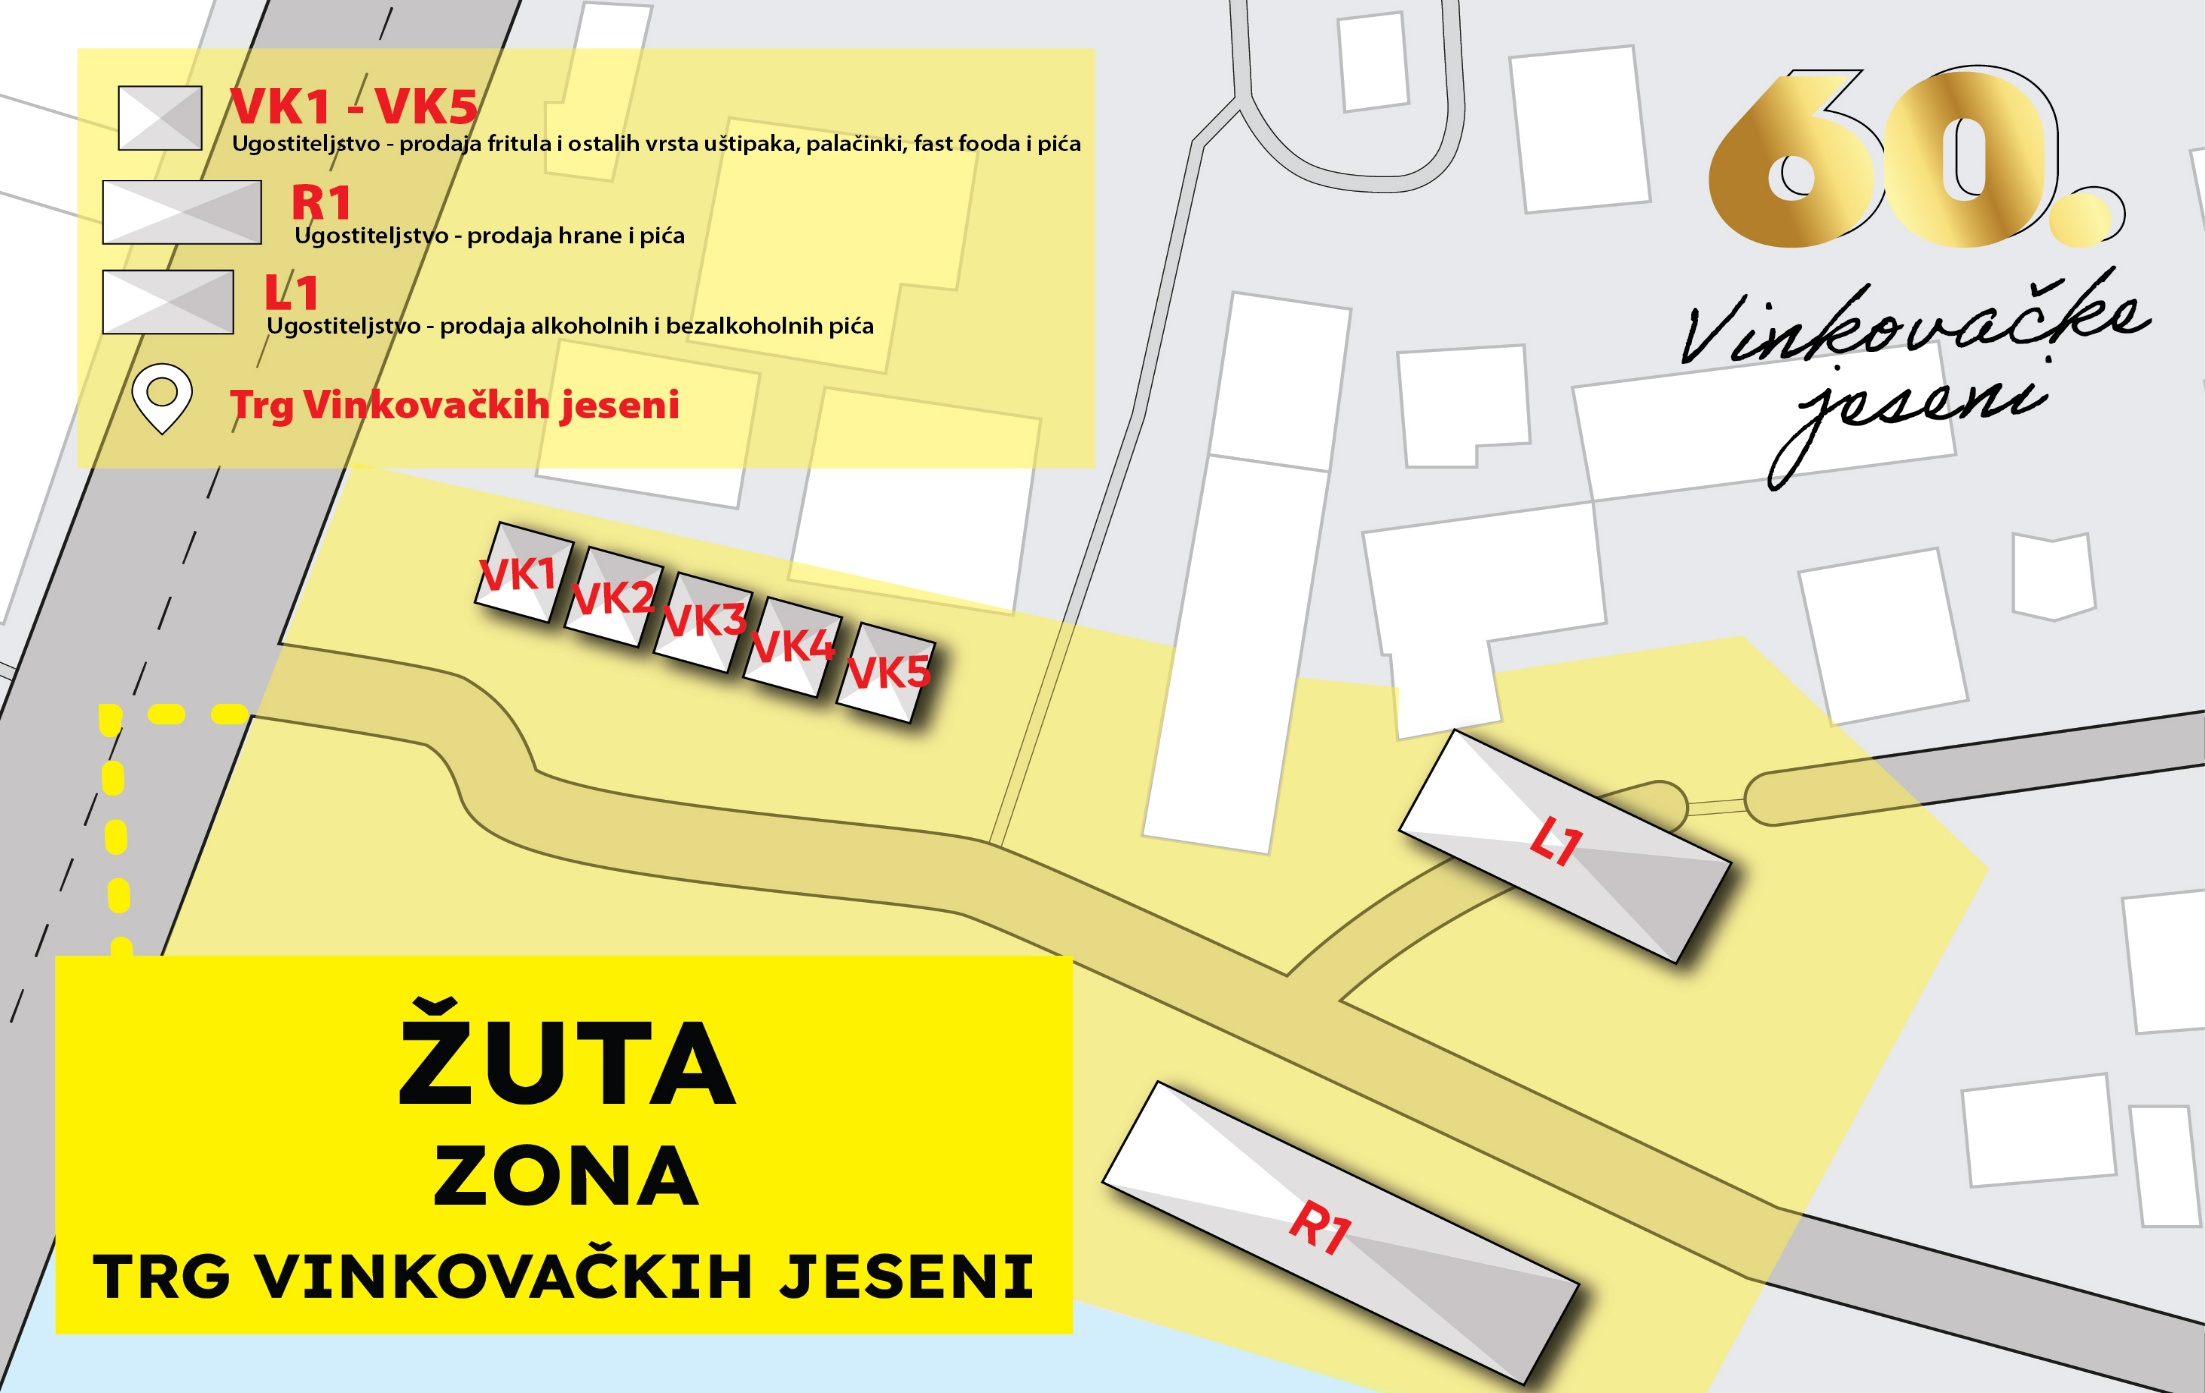 VK1 - VK5
Ugostiteljstvo - prodaja fritula i ostalih vrsta uštipaka, palačinki, fast fooda i pića
R1
Ugostiteljstvo - prodaja hrane i pića
L1
Ugostiteljstvo - prodaja alkoholnih i bezalkoholnih pića
Trg Vinkovačkih jeseni
60.
Vinkovačke
jeseni
VK1
VK2
VK3
VK4
VK5
L1
R1
ŽUTA
ZONA
TRG VINKOVAČKIH JESENI